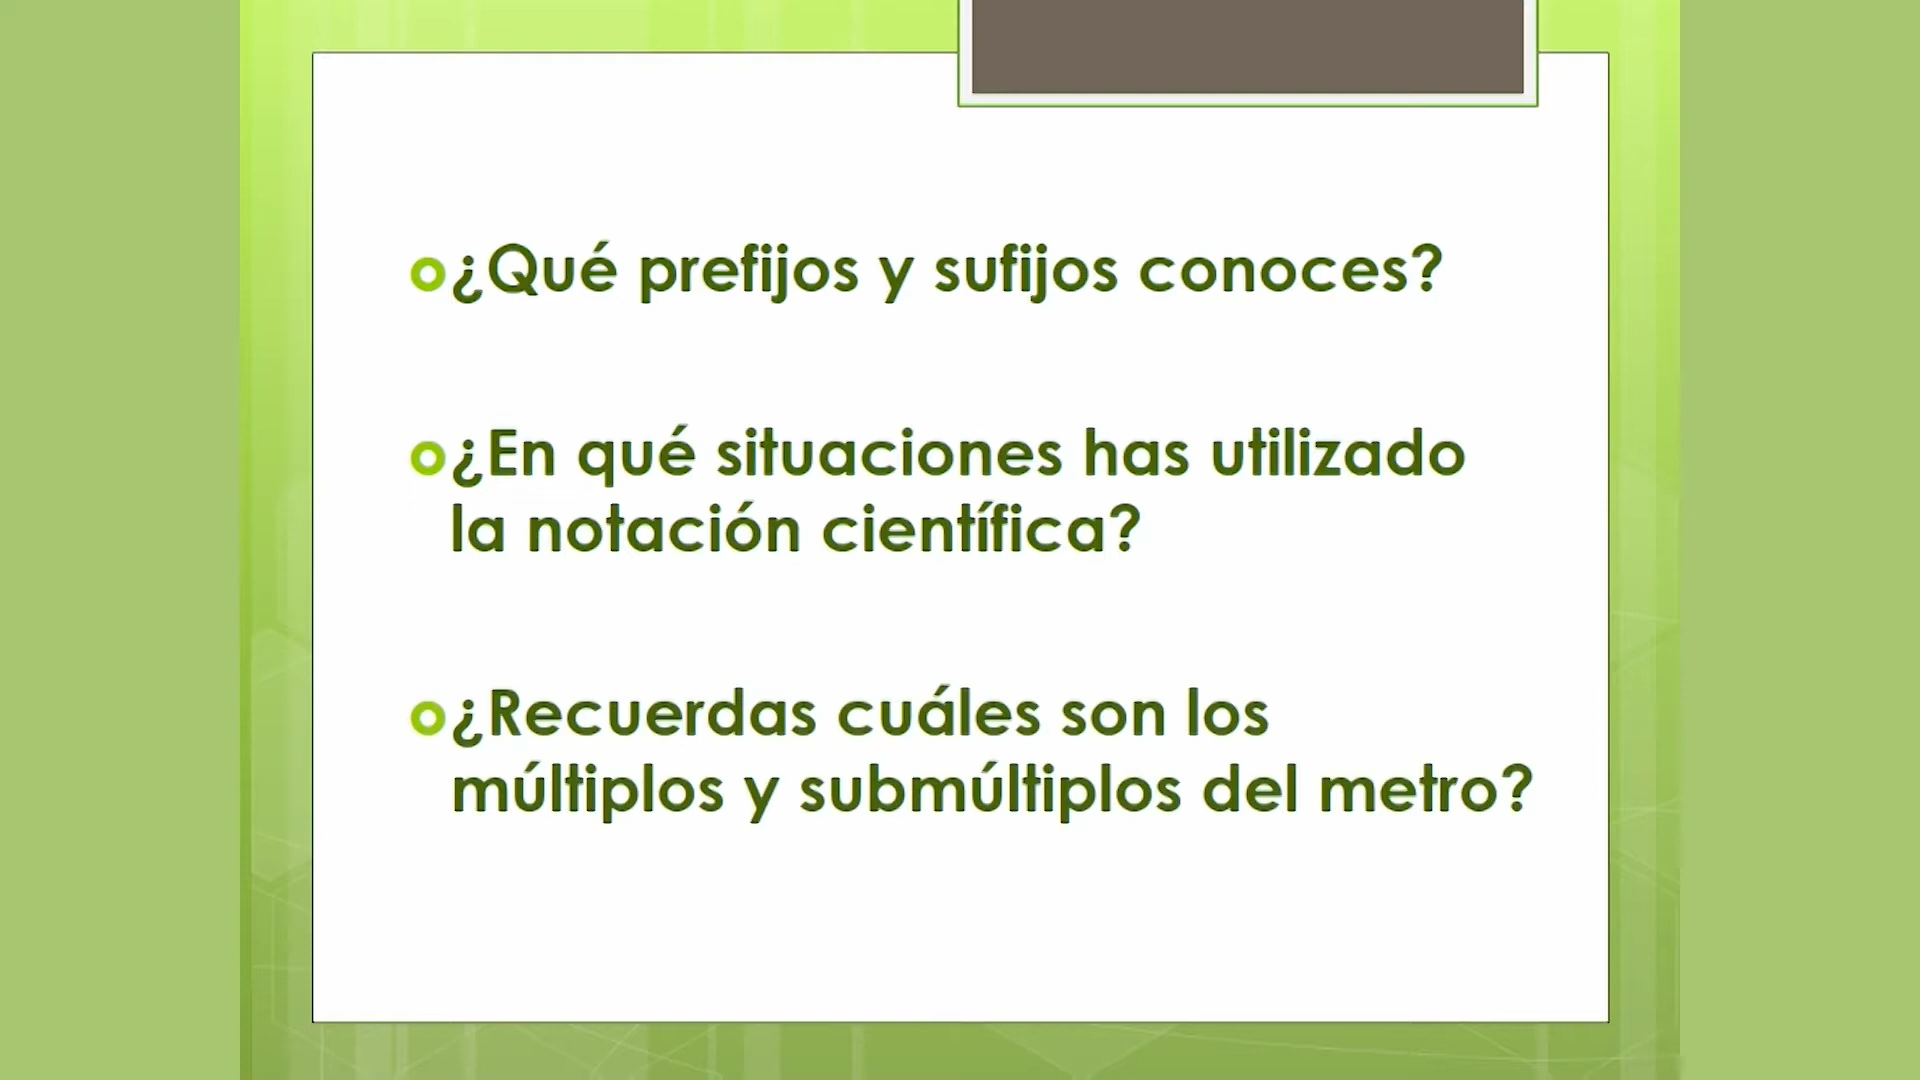 ¿Qué prefijos y sufijos conoces?
¿En qué situaciones has utilizado
la notación científica?
¿Recuerdas cuáles son los
múltiplos y submúltiplos del metro?